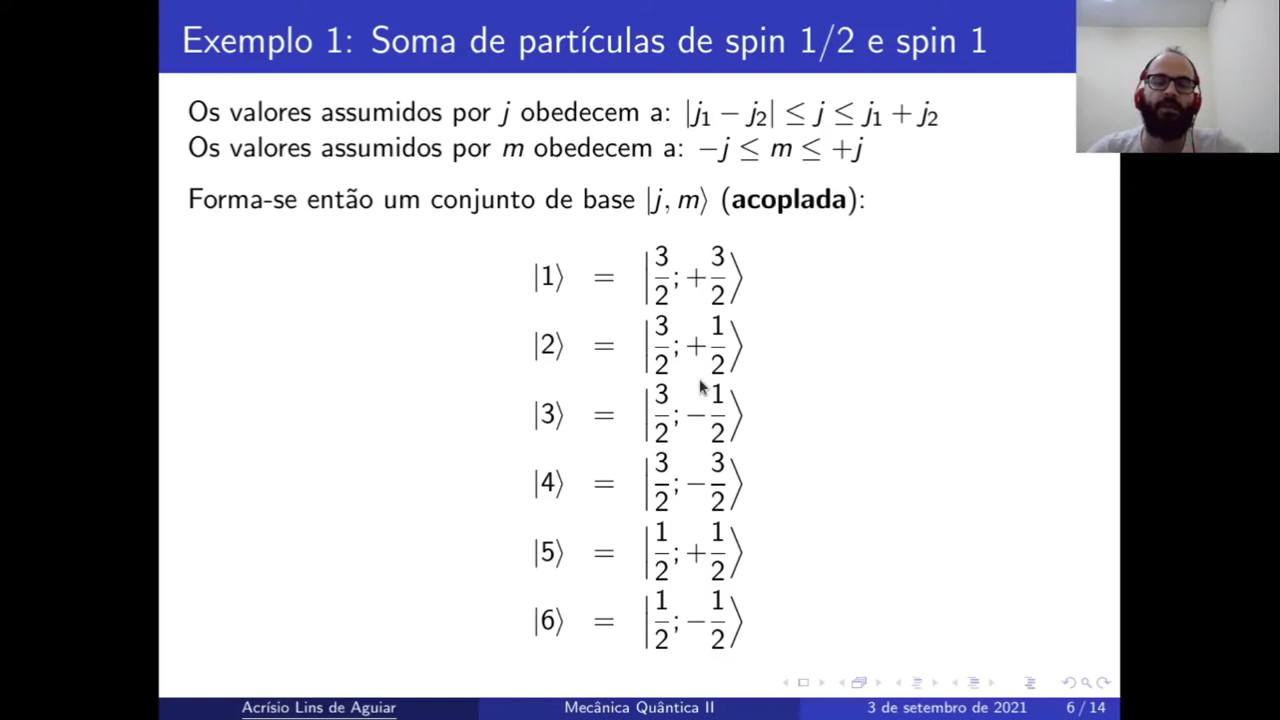 Exemplo 1: Soma de partículas de spin 1/2 e spin 1
Os valores assumidos por j obedecem a: |j₁ − j₂| ≤ j ≤ j₁ + j₂
Os valores assumidos por m obedecem a: −j ≤ m ≤ +j
Forma-se então um conjunto de base |j, m⟩ (acoplada):
|1⟩ = |3/2; +3/2⟩
|2⟩ = |3/2; +1/2⟩
|3⟩ = |3/2; −1/2⟩
|4⟩ = |3/2; −3/2⟩
|5⟩ = |1/2; +1/2⟩
|6⟩ = |1/2; −1/2⟩
Acrísio Lins de Aguiar Mecânica Quântica II 3 de setembro de 2021 6 / 14